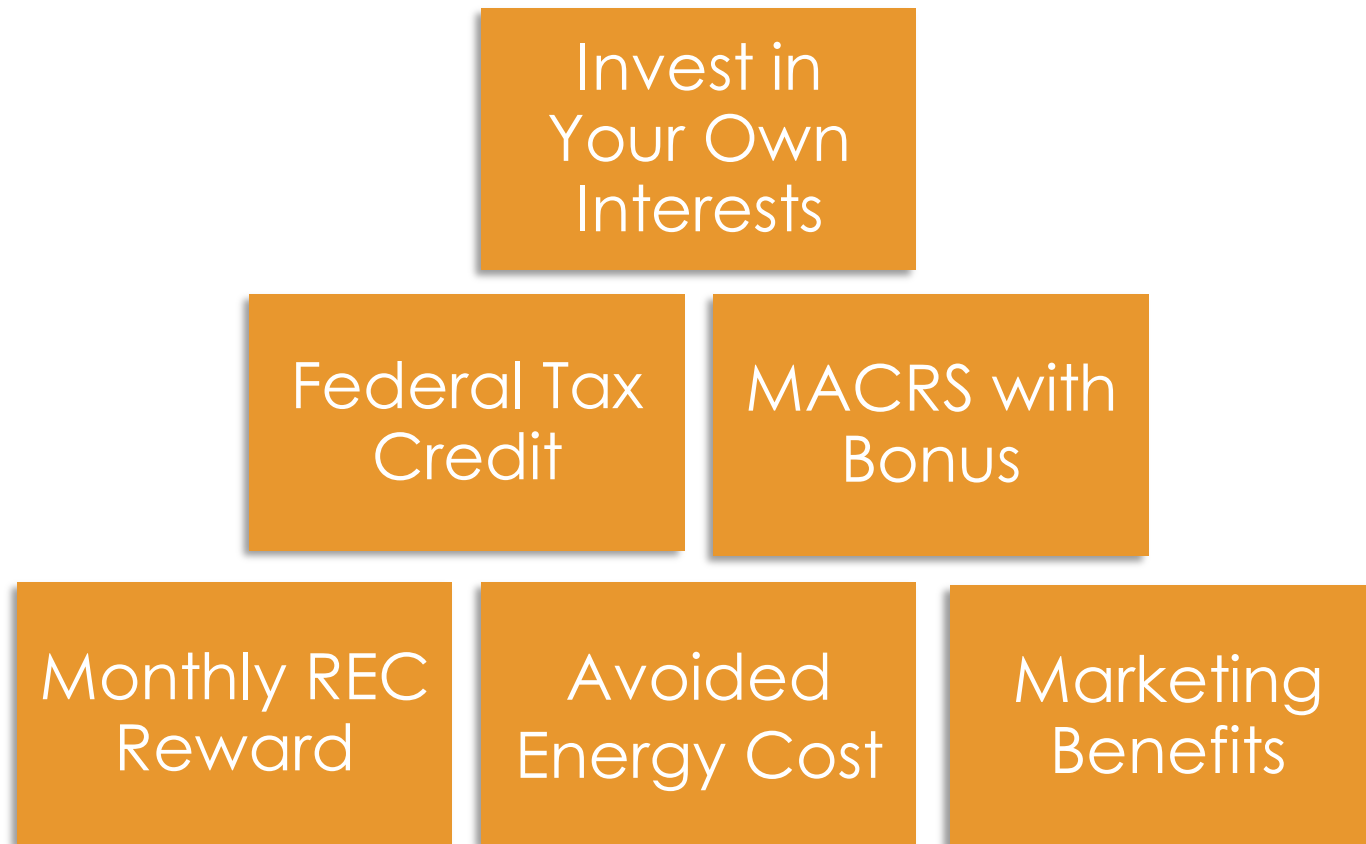 Invest in
Your Own
Interests
Federal Tax
Credit
MACRS with
Bonus
Monthly REC
Reward
Avoided
Energy Cost
Marketing
Benefits